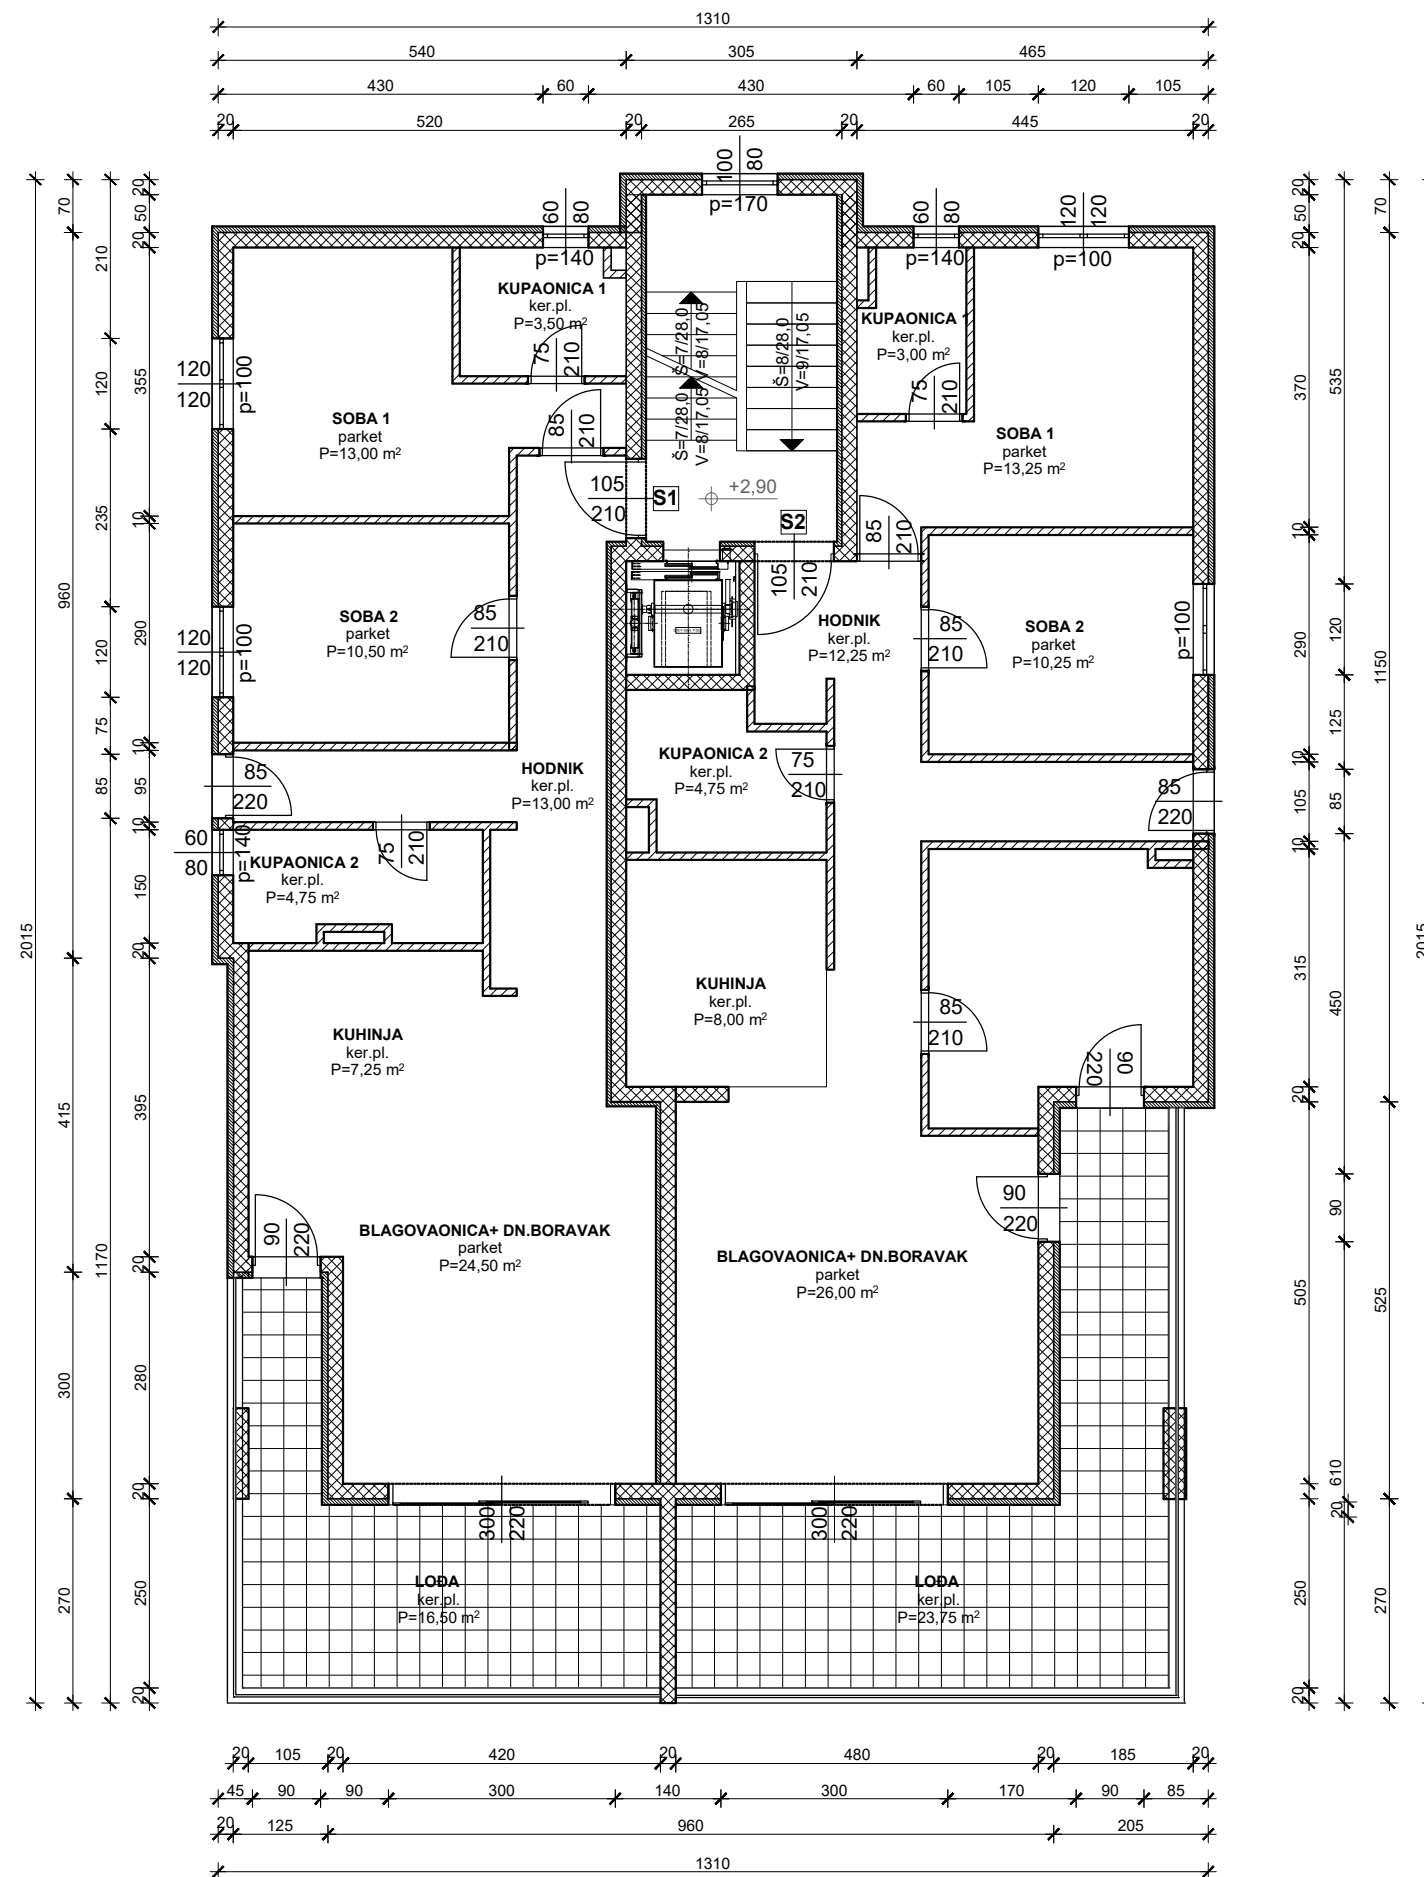 1310
540 305 465
430 60 430 60 105 120 105
20 520 20 265 20 445 20
100
80
p=170
60
80
p=140
60
80
p=140
120
120
p=100
KUPAONICA 1
ker.pl.
P=3,50 m²
75
210
85
210
SOBA 1
parket
P=13,00 m²
120
120
p=100
Š=7/28,0
V=8/17,05
Š=7/28,0
V=8/17,05
Š=8/28,0
V=9/17,05
KUPAONICA 1
ker.pl.
P=3,00 m²
75
210
SOBA 1
parket
P=13,25 m²
105
210
S1
+2,90
S2
105
210
85
210
SOBA 2
parket
P=10,50 m²
85
210
120
120
p=100
HODNIK
ker.pl.
P=12,25 m²
85
210
SOBA 2
parket
P=10,25 m²
p=100
HODNIK
ker.pl.
P=13,00 m²
85
220
KUPAONICA 2
ker.pl.
P=4,75 m²
75
210
85
220
60
80
p=140
KUPAONICA 2
ker.pl.
P=4,75 m²
75
210
KUHINJA
ker.pl.
P=7,25 m²
KUHINJA
ker.pl.
P=8,00 m²
85
210
90
220
90
220
BLAGOVAONICA+ DN.BORAVAK
parket
P=24,50 m²
90
220
BLAGOVAONICA+ DN.BORAVAK
parket
P=26,00 m²
300
220
300
220
LOĐA
ker.pl.
P=16,50 m²
LOĐA
ker.pl.
P=23,75 m²
2015
70 960 415 300 270
210 120 235 120 75 85 1170
20 50 20 355 10 290 10 95 10 150 20 395 20 280 20 250 20
20 50 20 370 10 290 10 105 10 315 20 505 20 250 20
535 120 125 85 450 90 610 20
70 1150 525 270
2015
20 105 20 420 20 480 20 185 20
45 90 90 300 140 300 170 90 85
20 125 960 205
1310